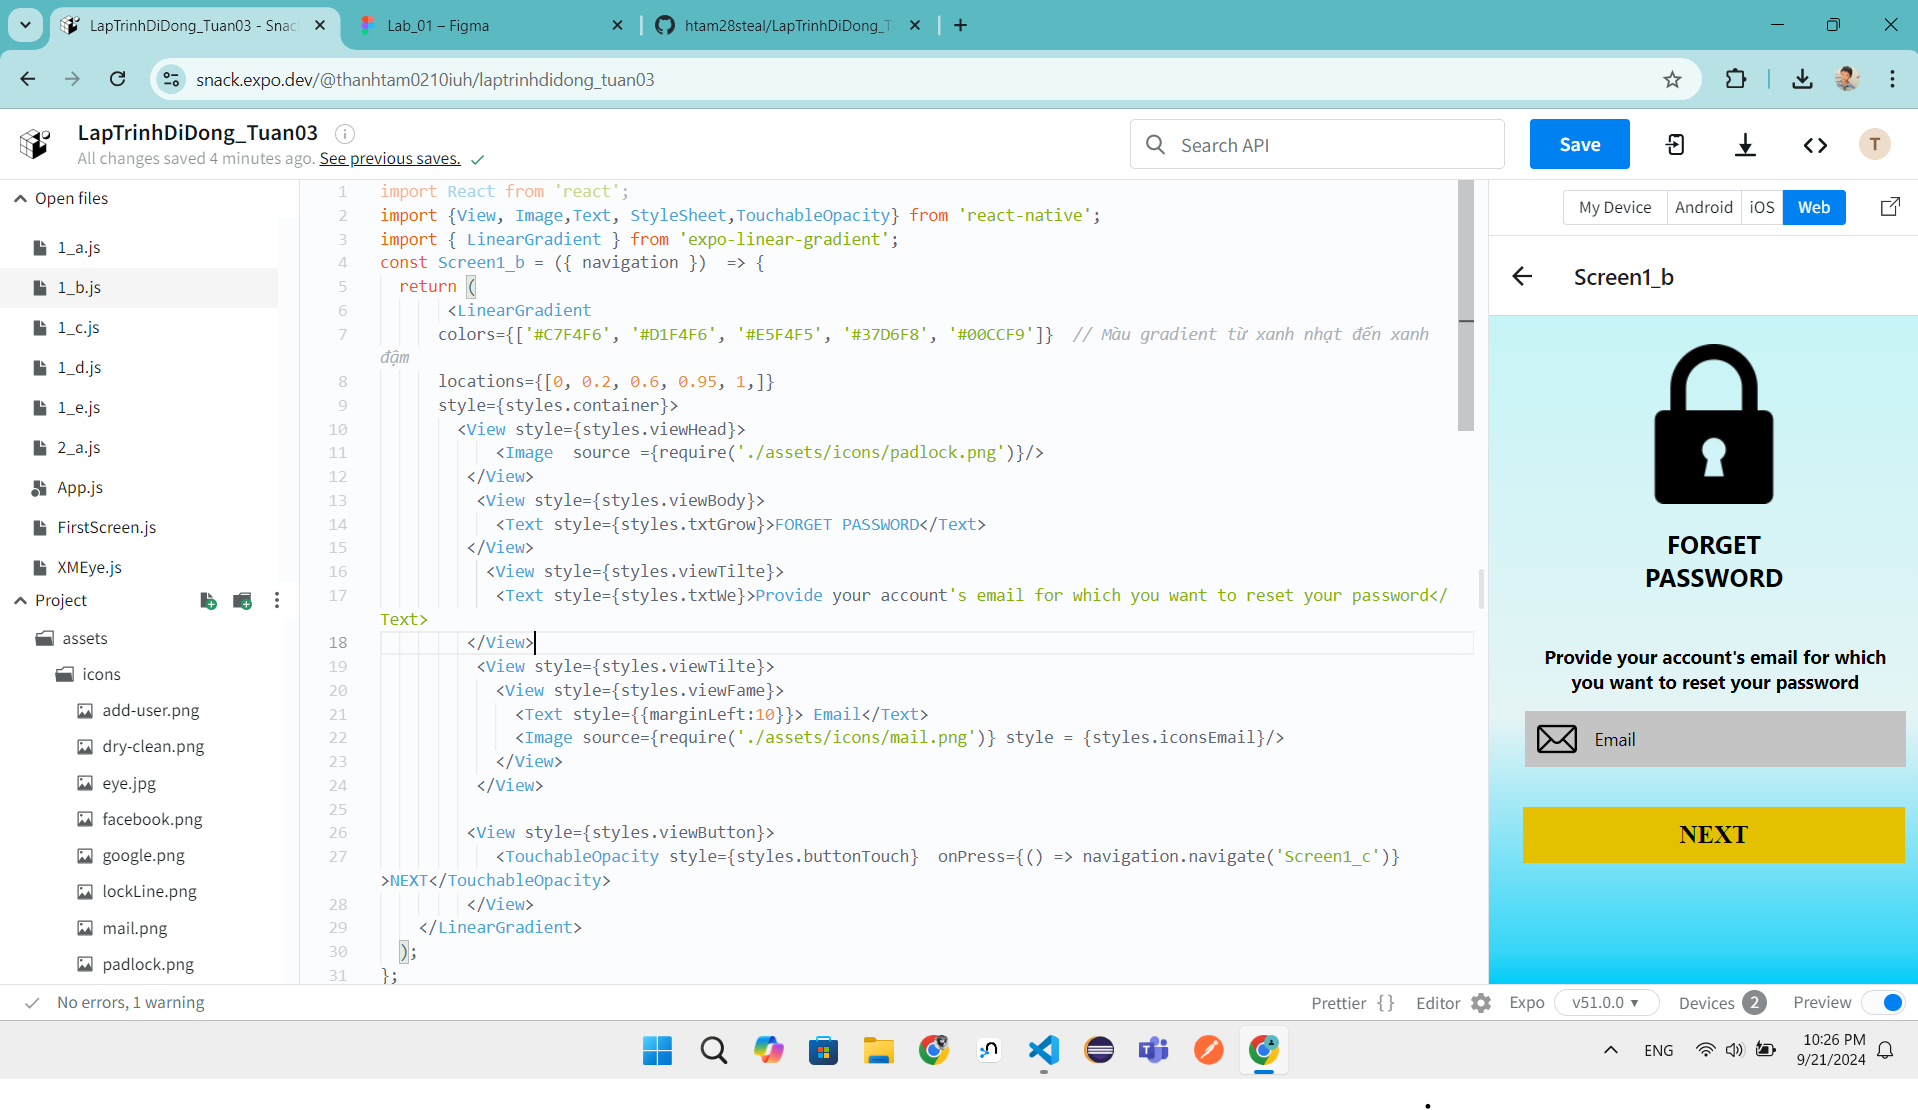 LapTrinhDiDong_Tuan03 - Snac
Lab_01 – Figma
htam28steal/LapTrinhDiDong_T
snack.expo.dev/@thanhtam0210iuh/laptrinhdidong_tuan03
LapTrinhDiDong_Tuan03
All changes saved 4 minutes ago. See previous saves.
Search API
Save
T
Open files
1_a.js
1_b.js
1_c.js
1_d.js
1_e.js
2_a.js
App.js
FirstScreen.js
XMEye.js
Project
assets
icons
add-user.png
dry-clean.png
eye.jpg
facebook.png
google.png
lockLine.png
mail.png
padlock.png
1 import React from 'react';
2 import {View, Image,Text, StyleSheet,TouchableOpacity} from 'react-native';
3 import { LinearGradient } from 'expo-linear-gradient';
4 const Screen1_b = ({ navigation }) => {
5 return (
6 <LinearGradient
7 colors={['#C7F4F6', '#D1F4F6', '#E5F4F5', '#37D6F8', '#00CCF9']} // Màu gradient từ xanh nhạt đến xanh
đậm
8 locations={[0, 0.2, 0.6, 0.95, 1,]}
9 style={styles.container}>
10 <View style={styles.viewHead}>
11 <Image source ={require('./assets/icons/padlock.png')}/>
12 </View>
13 <View style={styles.viewBody}>
14 <Text style={styles.txtGrow}>FORGET PASSWORD</Text>
15 </View>
16 <View style={styles.viewTilte}>
17 <Text style={styles.txtWe}>Provide your account's email for which you want to reset your password</
Text>
18 </View>
19 <View style={styles.viewTilte}>
20 <View style={styles.viewFame}>
21 <Text style={{marginLeft:10}}> Email</Text>
22 <Image source={require('./assets/icons/mail.png')} style = {styles.iconsEmail}/>
23 </View>
24 </View>
25
26 <View style={styles.viewButton}>
27 <TouchableOpacity style={styles.buttonTouch} onPress={() => navigation.navigate('Screen1_c')}
>NEXT</TouchableOpacity>
28 </View>
29 </LinearGradient>
30 );
31 };
My Device Android iOS Web
Screen1_b
FORGET
PASSWORD
Provide your account's email for which
you want to reset your password
Email
NEXT
No errors, 1 warning
Prettier { } Editor Expo v51.0.0 Devices 2 Preview
ENG
10:26 PM
9/21/2024